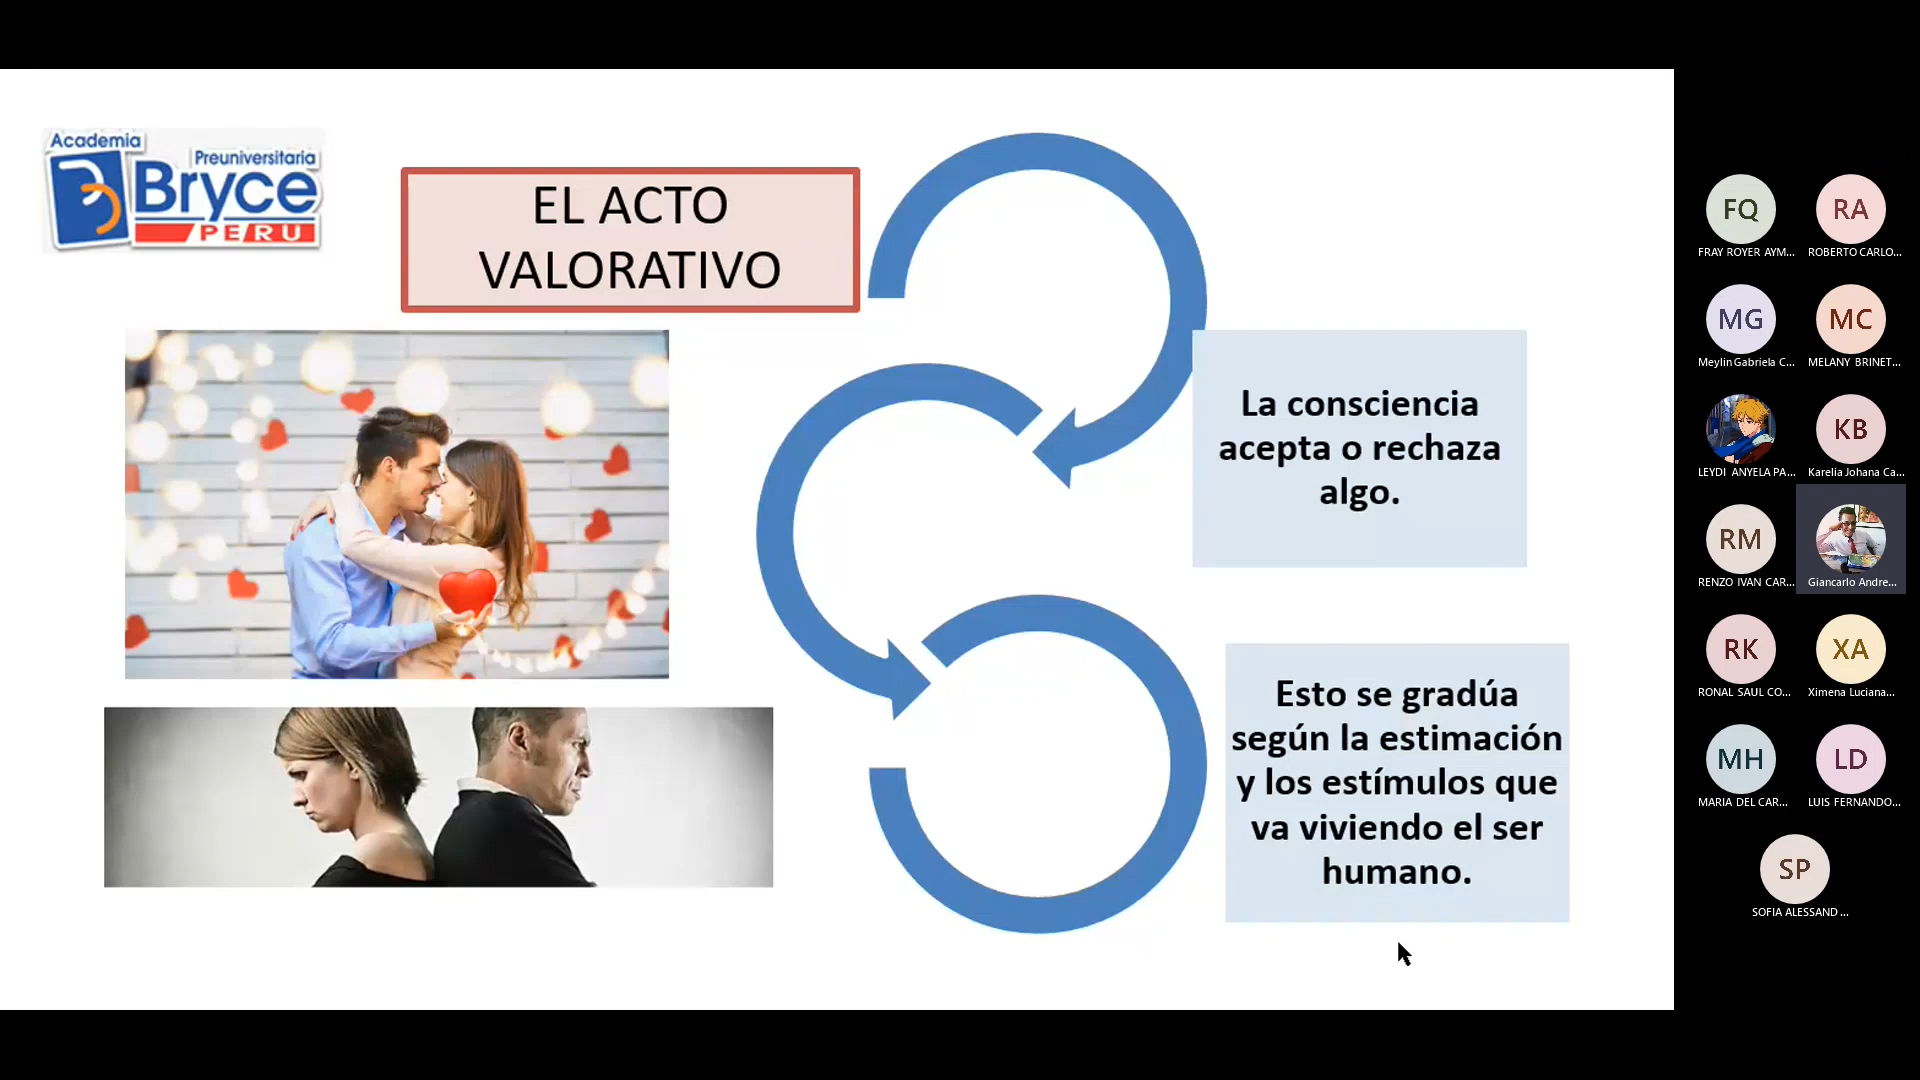 Academia
Preuniversitaria
Bryce
PERU
EL ACTO
VALORATIVO
La consciencia
acepta o rechaza
algo.
Esto se gradúa
según la estimación
y los estímulos que
va viviendo el ser
humano.
FQ
FRAY ROYER AYM...
RA
ROBERTO CARLO...
MG
Meylin Gabriela C...
MC
MELANY BRINET...
LEYDI ANYELA PA...
KB
Karelia Johana Ca...
RM
RENZO IVAN CAR...
Giancarlo Andre...
RK
RONAL SAUL CO...
XA
Ximena Luciana...
MH
MARIA DEL CAR...
LD
LUIS FERNANDO...
SP
SOFIA ALESSAND...